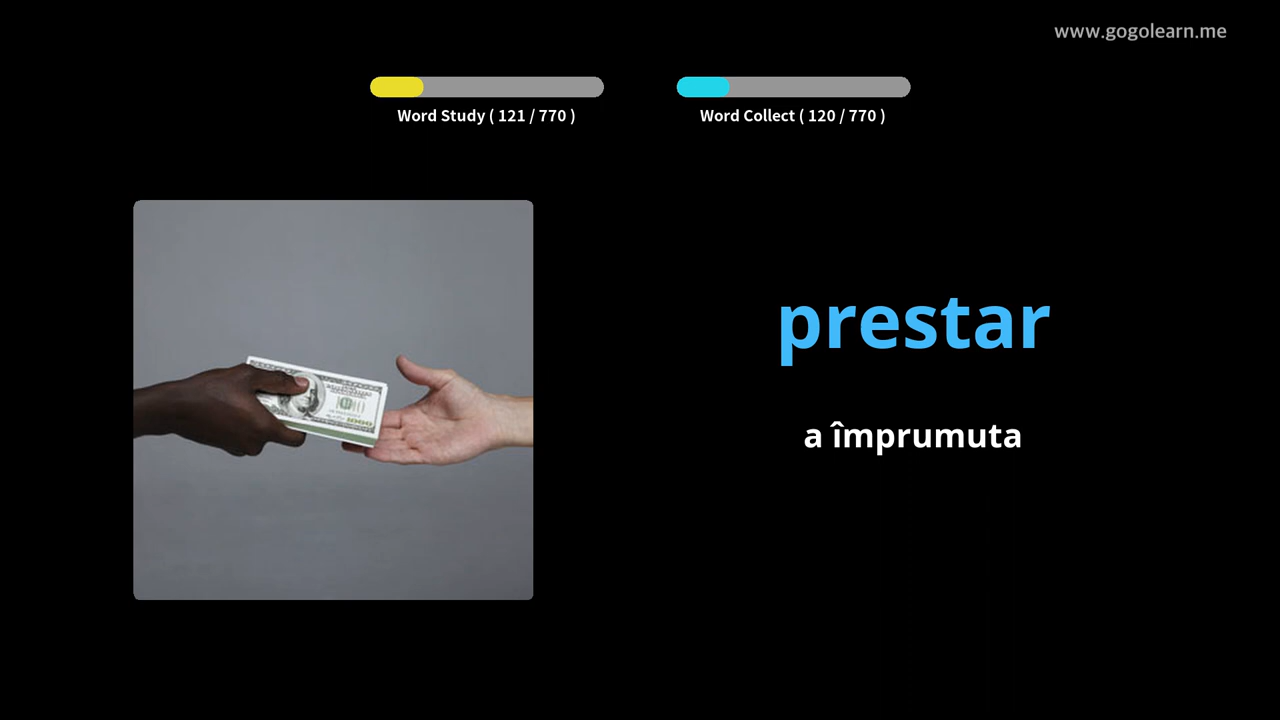 www.gogolearn.me
Word Study ( 121 / 770 )
Word Collect ( 120 / 770 )
prestar
a împrumuta